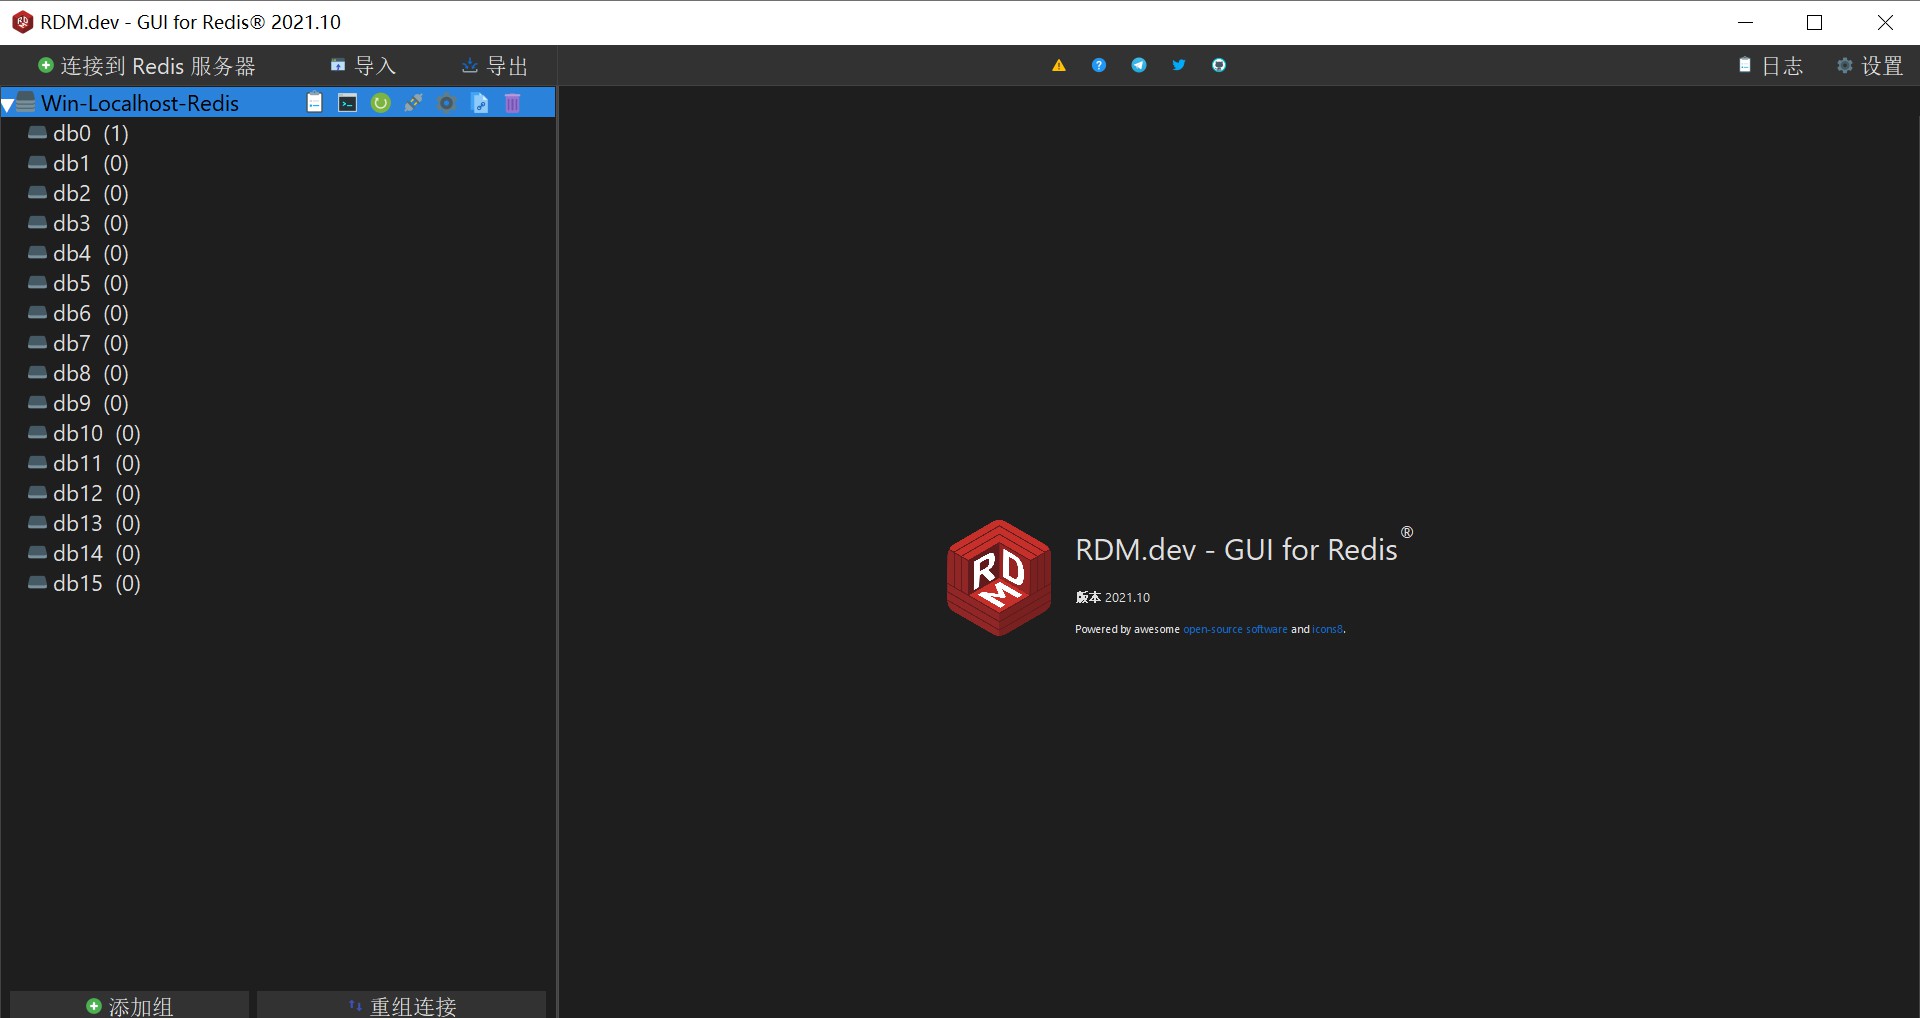 RDM.dev - GUI for Redis® 2021.10
连接到 Redis 服务器 导入 导出 日志 设置
Win-Localhost-Redis
db0 (1)
db1 (0)
db2 (0)
db3 (0)
db4 (0)
db5 (0)
db6 (0)
db7 (0)
db8 (0)
db9 (0)
db10 (0)
db11 (0)
db12 (0)
db13 (0)
db14 (0)
db15 (0)
RDM
RDM.dev - GUI for Redis®
版本 2021.10
Powered by awesome open-source software and icons8.
添加组 重组连接